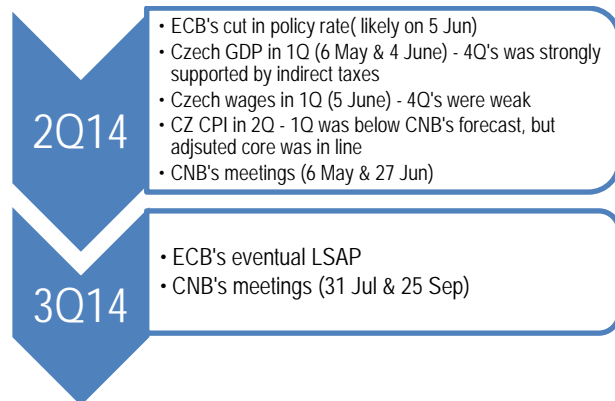 2Q14
• ECB's cut in policy rate( likely on 5 Jun)
• Czech GDP in 1Q (6 May & 4 June) - 4Q's was strongly
supported by indirect taxes
• Czech wages in 1Q (5 June) - 4Q's were weak
• CZ CPI in 2Q - 1Q was below CNB's forecast, but
adjsuted core was in line
• CNB's meetings (6 May & 27 Jun)
3Q14
• ECB's eventual LSAP
• CNB's meetings (31 Jul & 25 Sep)